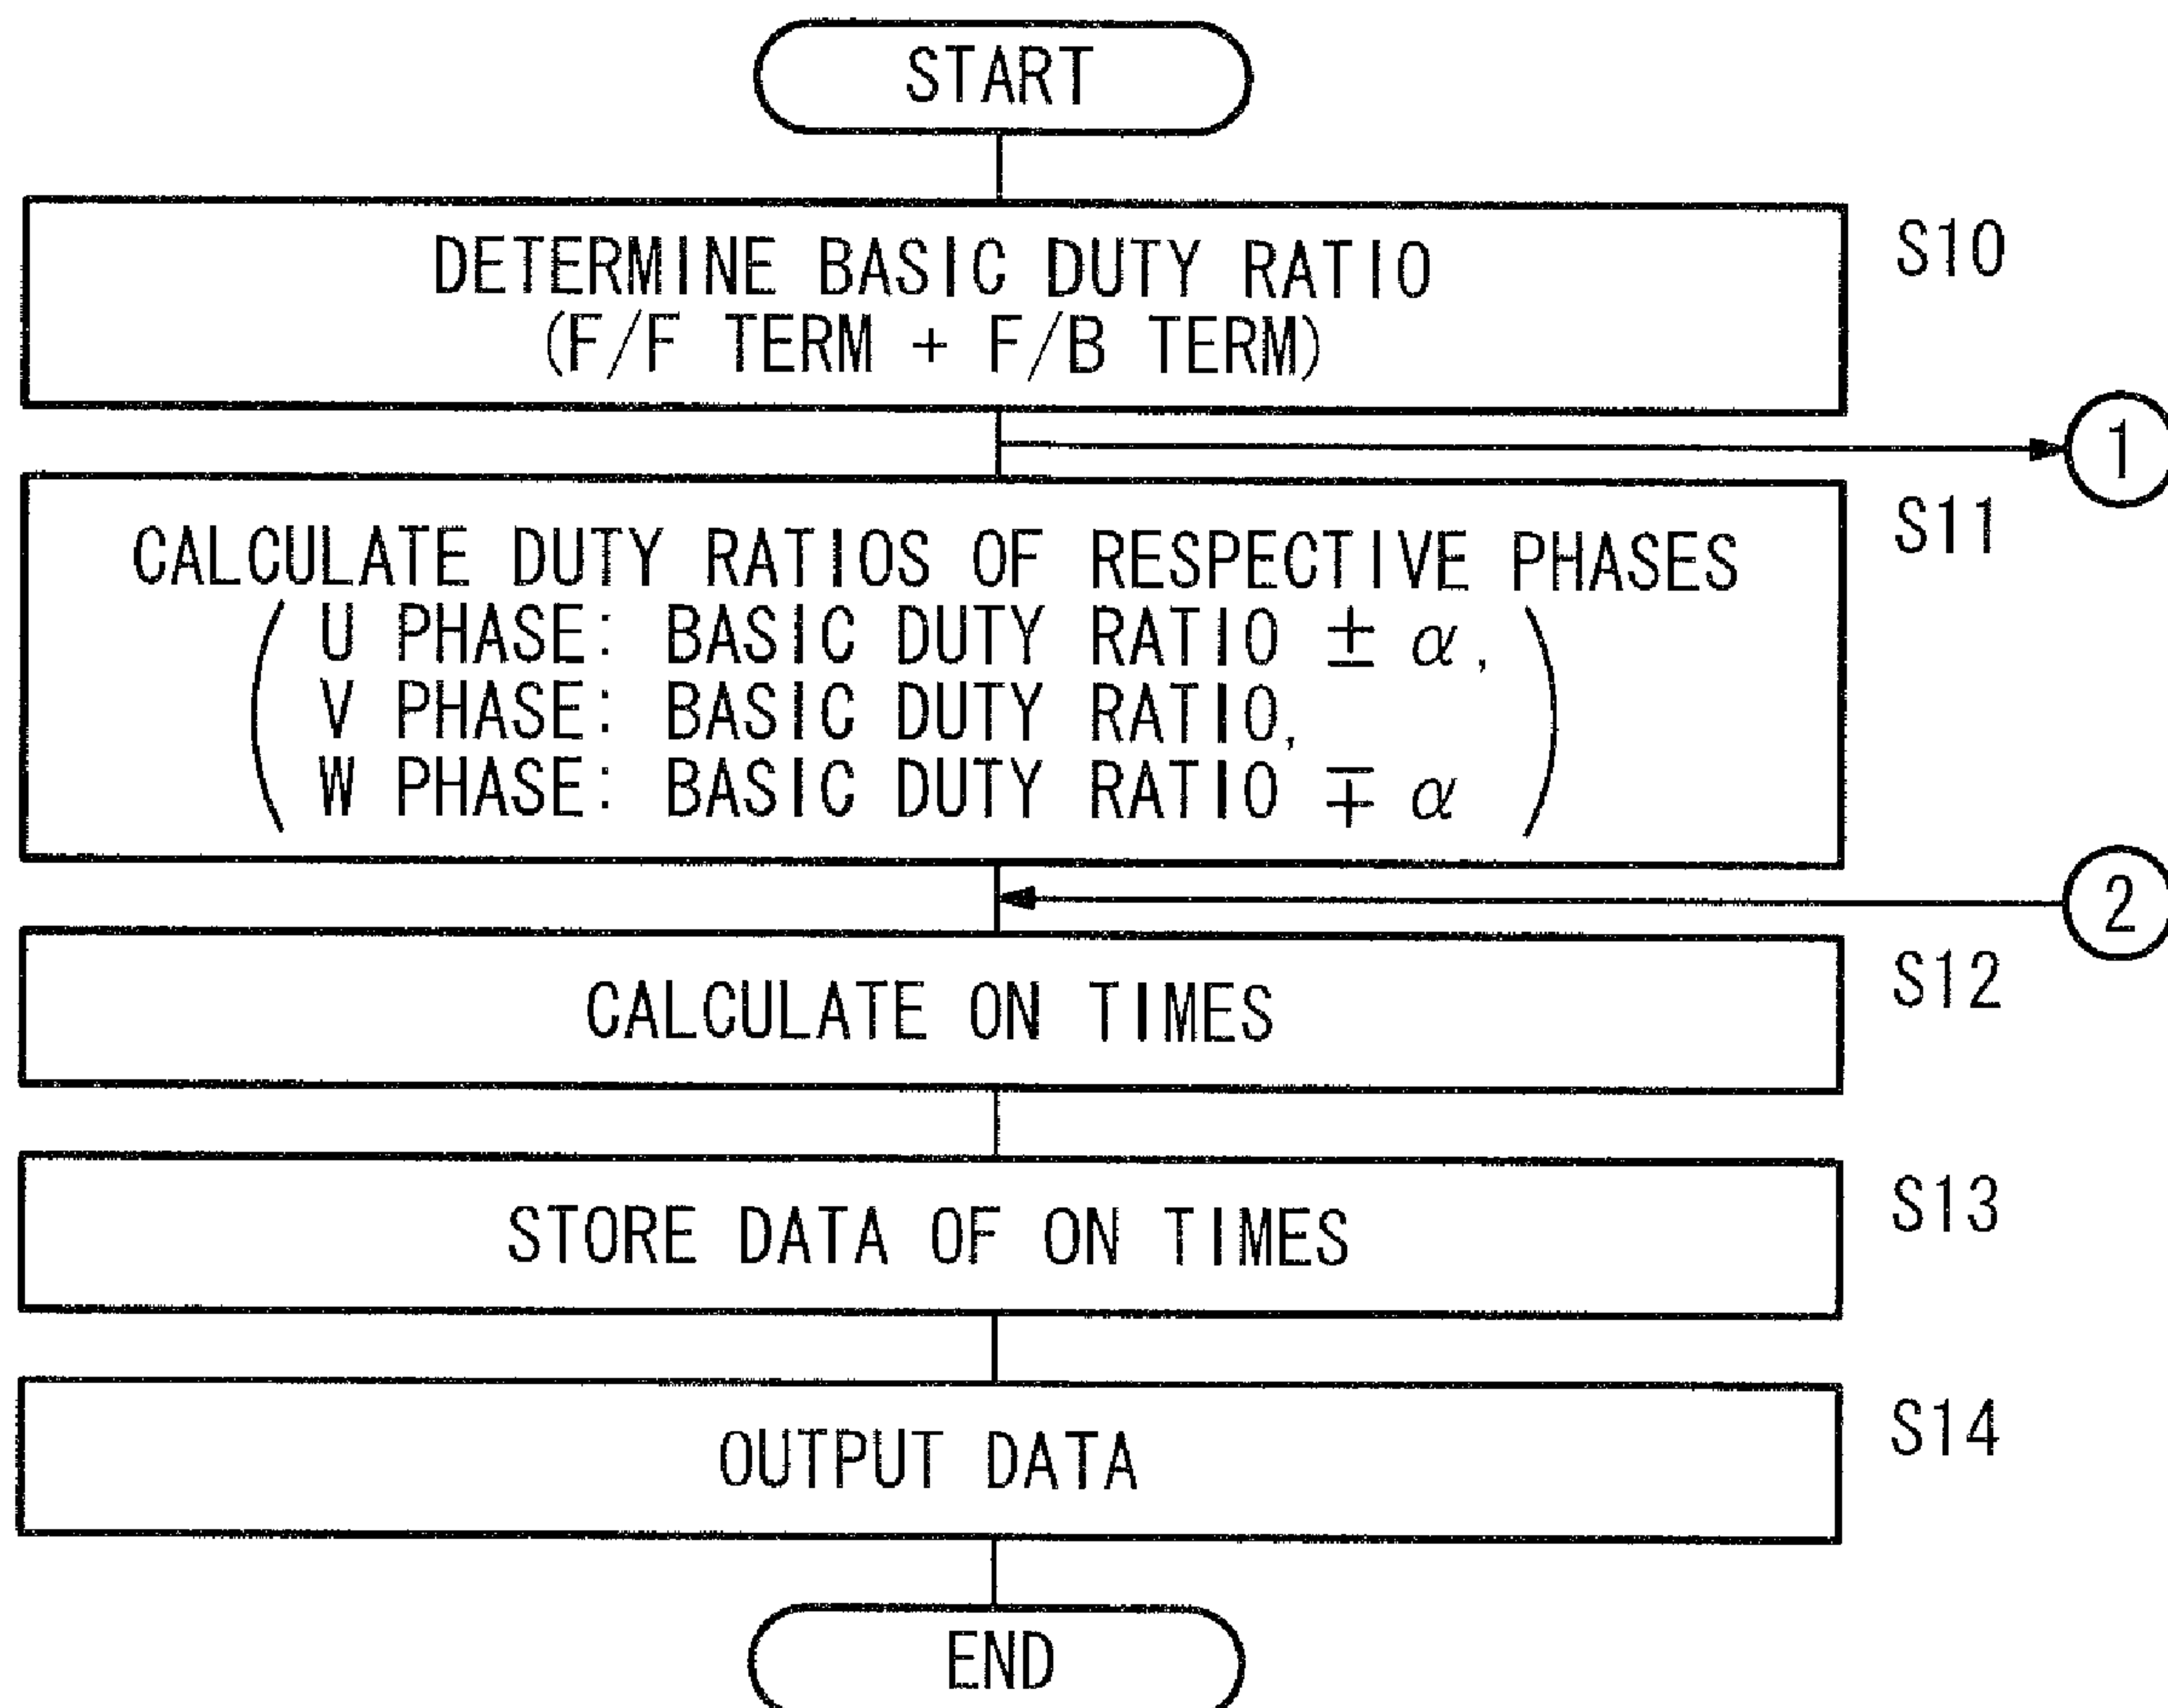 START
DETERMINE BASIC DUTY RATIO
(F/F TERM + F/B TERM)
S10
1
CALCULATE DUTY RATIOS OF RESPECTIVE PHASES
S11
( U PHASE: BASIC DUTY RATIO ± α,
V PHASE: BASIC DUTY RATIO,
W PHASE: BASIC DUTY RATIO ∓ α )
2
CALCULATE ON TIMES
S12
STORE DATA OF ON TIMES
S13
OUTPUT DATA
S14
END